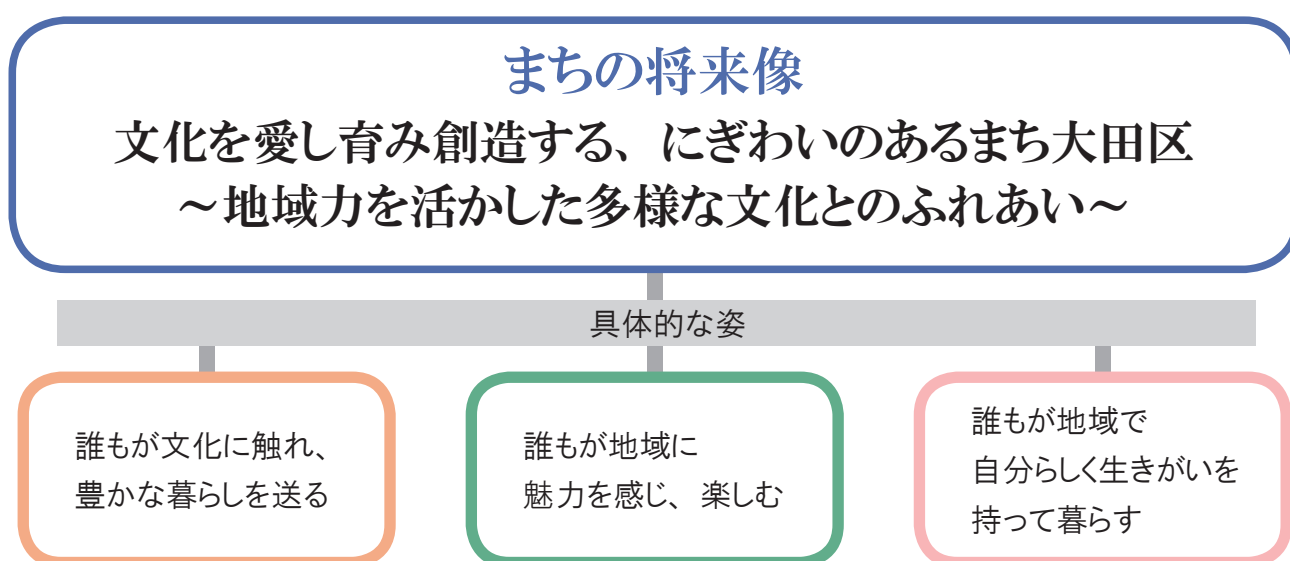 まちの将来像
文化を愛し育み創造する、にぎわいのあるまち大田区
～地域力を活かした多様な文化とのふれあい～
具体的な姿
誰もが文化に触れ、
豊かな暮らしを送る
誰もが地域に
魅力を感じ、楽しむ
誰もが地域で
自分らしく生きがいを
持って暮らす